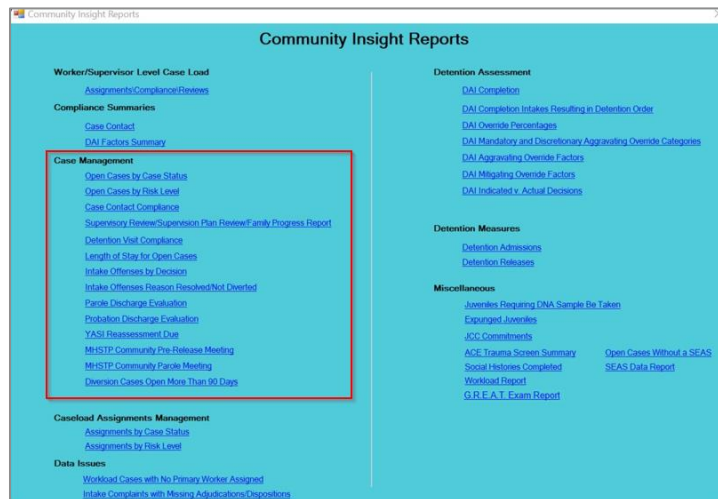 Community Insight Reports
Community Insight Reports
Worker/Supervisor Level Case Load
Assignments\Compliance\Reviews
Compliance Summaries
Case Contact
DAI Factors Summary
Case Management
Open Cases by Case Status
Open Cases by Risk Level
Case Contact Compliance
Supervisory Review/Supervision Plan Review/Family Progress Report
Detention Visit Compliance
Length of Stay for Open Cases
Intake Offenses by Decision
Intake Offenses Reason Resolved/Not Diverted
Parole Discharge Evaluation
Probation Discharge Evaluation
YASI Reassessment Due
MHSTP Community Pre-Release Meeting
MHSTP Community Parole Meeting
Diversion Cases Open More Than 90 Days
Caseload Assignments Management
Assignments by Case Status
Assignments by Risk Level
Data Issues
Workload Cases with No Primary Worker Assigned
Intake Complaints with Missing Adjudications/Dispositions
Detention Assessment
DAI Completion
DAI Completion Intakes Resulting in Detention Order
DAI Override Percentages
DAI Mandatory and Discretionary Aggravating Override Categories
DAI Aggravating Override Factors
DAI Mitigating Override Factors
DAI Indicated v. Actual Decisions
Detention Measures
Detention Admissions
Detention Releases
Miscellaneous
Juveniles Requiring DNA Sample Be Taken
Expunged Juveniles
JCC Commitments
ACE Trauma Screen Summary Open Cases Without a SEAS
Social Histories Completed SEAS Data Report
Workload Report
G.R.E.A.T. Exam Report